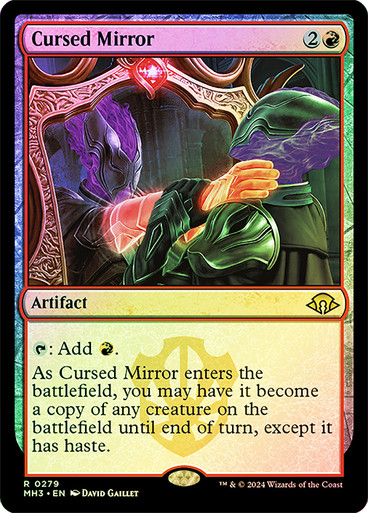 Cursed Mirror 2
Artifact
: Add .
As Cursed Mirror enters the
battlefield, you may have it become
a copy of any creature on the
battlefield until end of turn, except it
has haste.
R 0279
MH3 • EN DAVID GAILLET
™ & © 2024 Wizards of the Coast